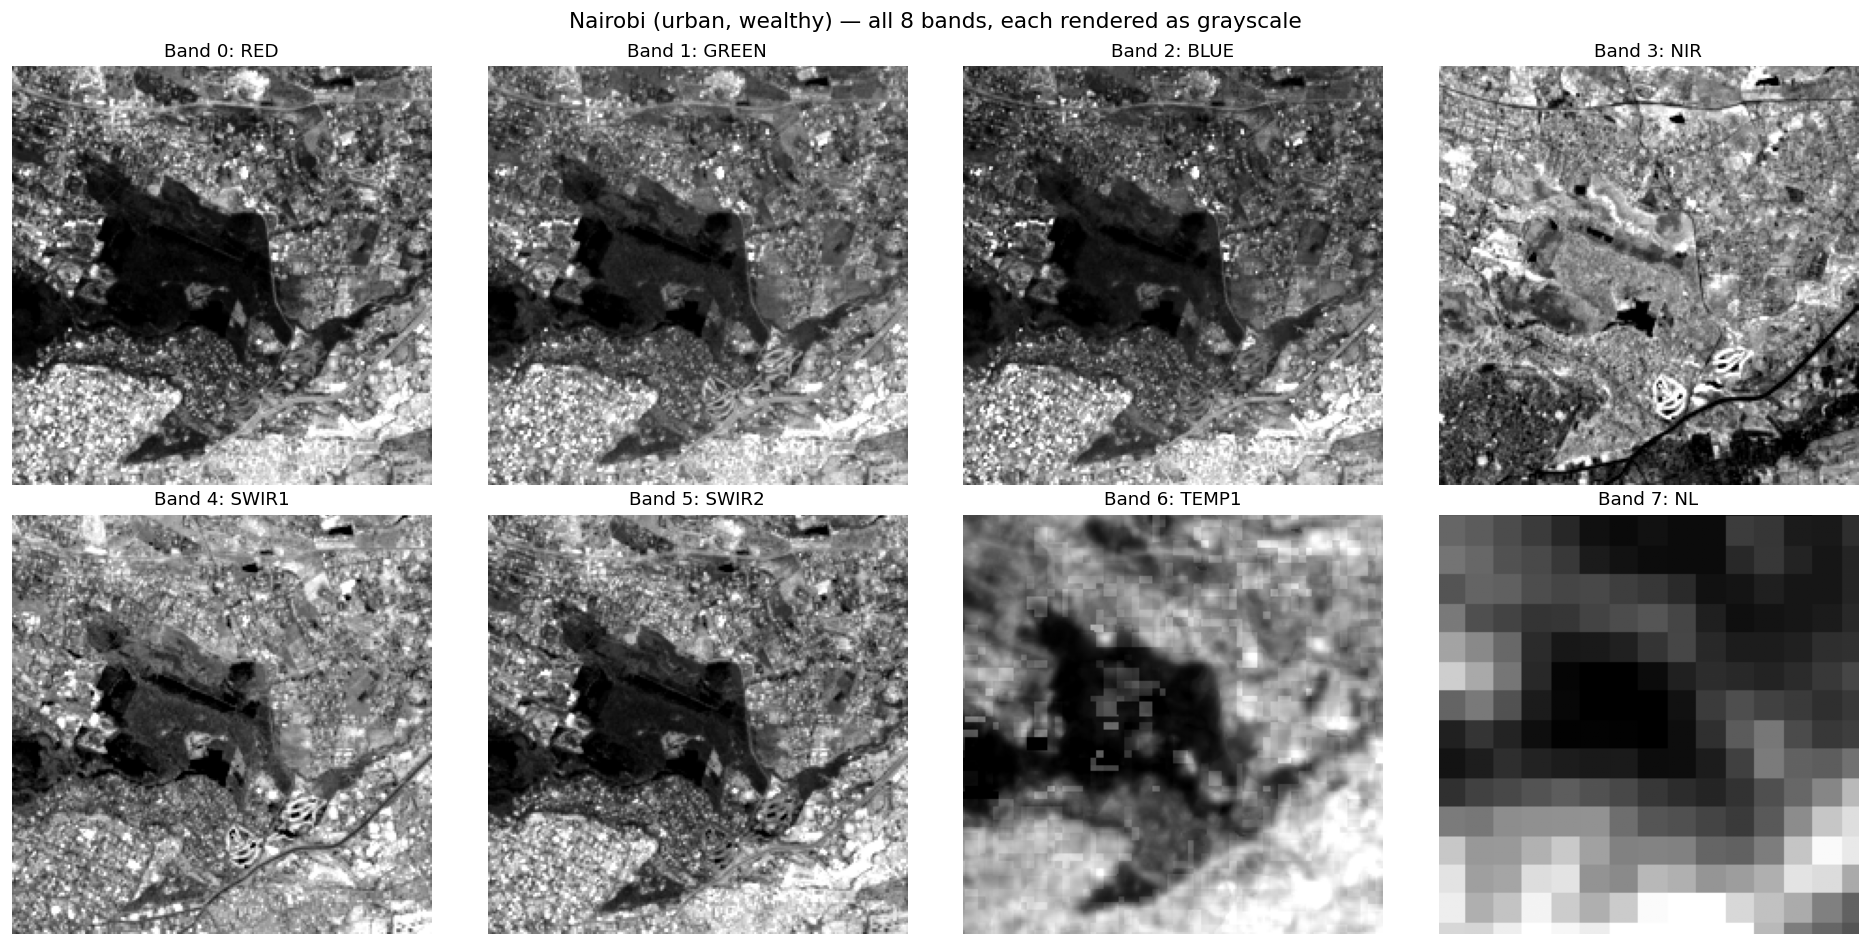 Nairobi (urban, wealthy) — all 8 bands, each rendered as grayscale
Band 0: RED
Band 1: GREEN
Band 2: BLUE
Band 3: NIR
Band 4: SWIR1
Band 5: SWIR2
Band 6: TEMP1
Band 7: NL